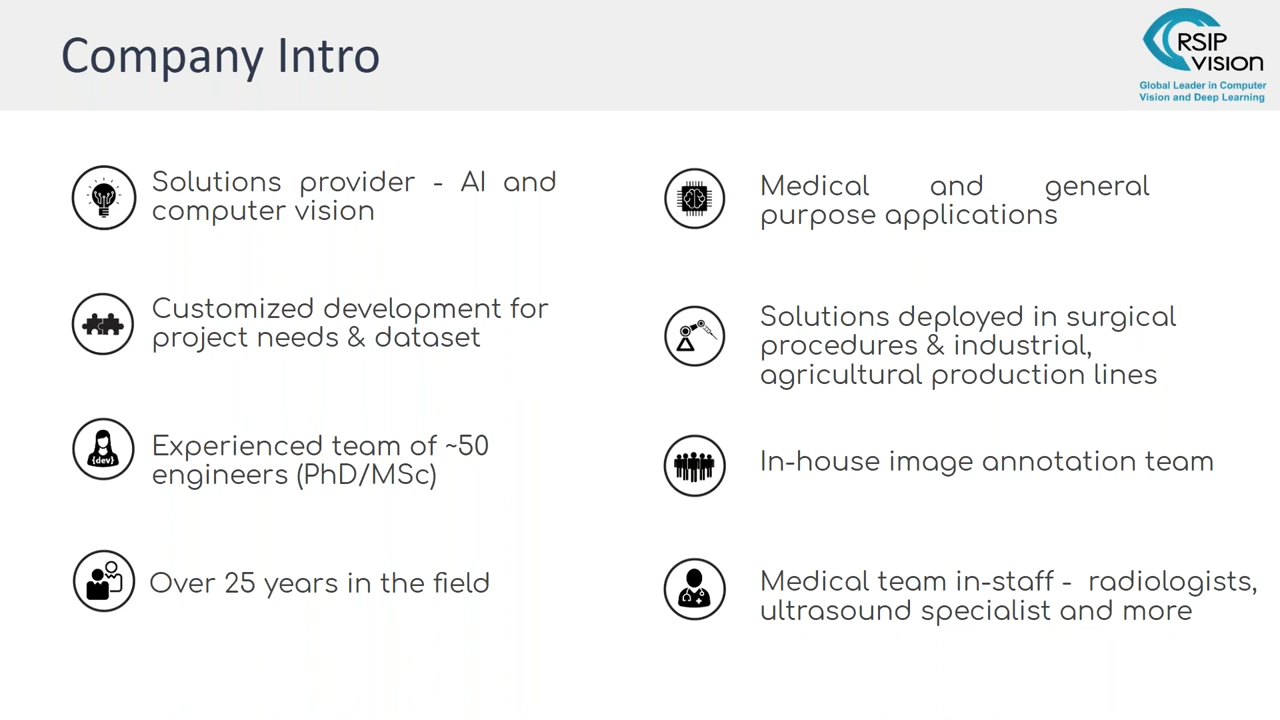 Company Intro
RSIP
vision
Global Leader in Computer
Vision and Deep Learning
Solutions provider - AI and
computer vision
Customized development for
project needs & dataset
{dev}
Experienced team of ~50
engineers (PhD/MSc)
Over 25 years in the field
Medical and general
purpose applications
Solutions deployed in surgical
procedures & industrial,
agricultural production lines
In-house image annotation team
Medical team in-staff - radiologists,
ultrasound specialist and more